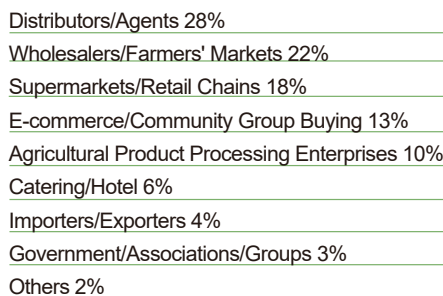 Distributors/Agents 28%
Wholesalers/Farmers' Markets 22%
Supermarkets/Retail Chains 18%
E-commerce/Community Group Buying 13%
Agricultural Product Processing Enterprises 10%
Catering/Hotel 6%
Importers/Exporters 4%
Government/Associations/Groups 3%
Others 2%